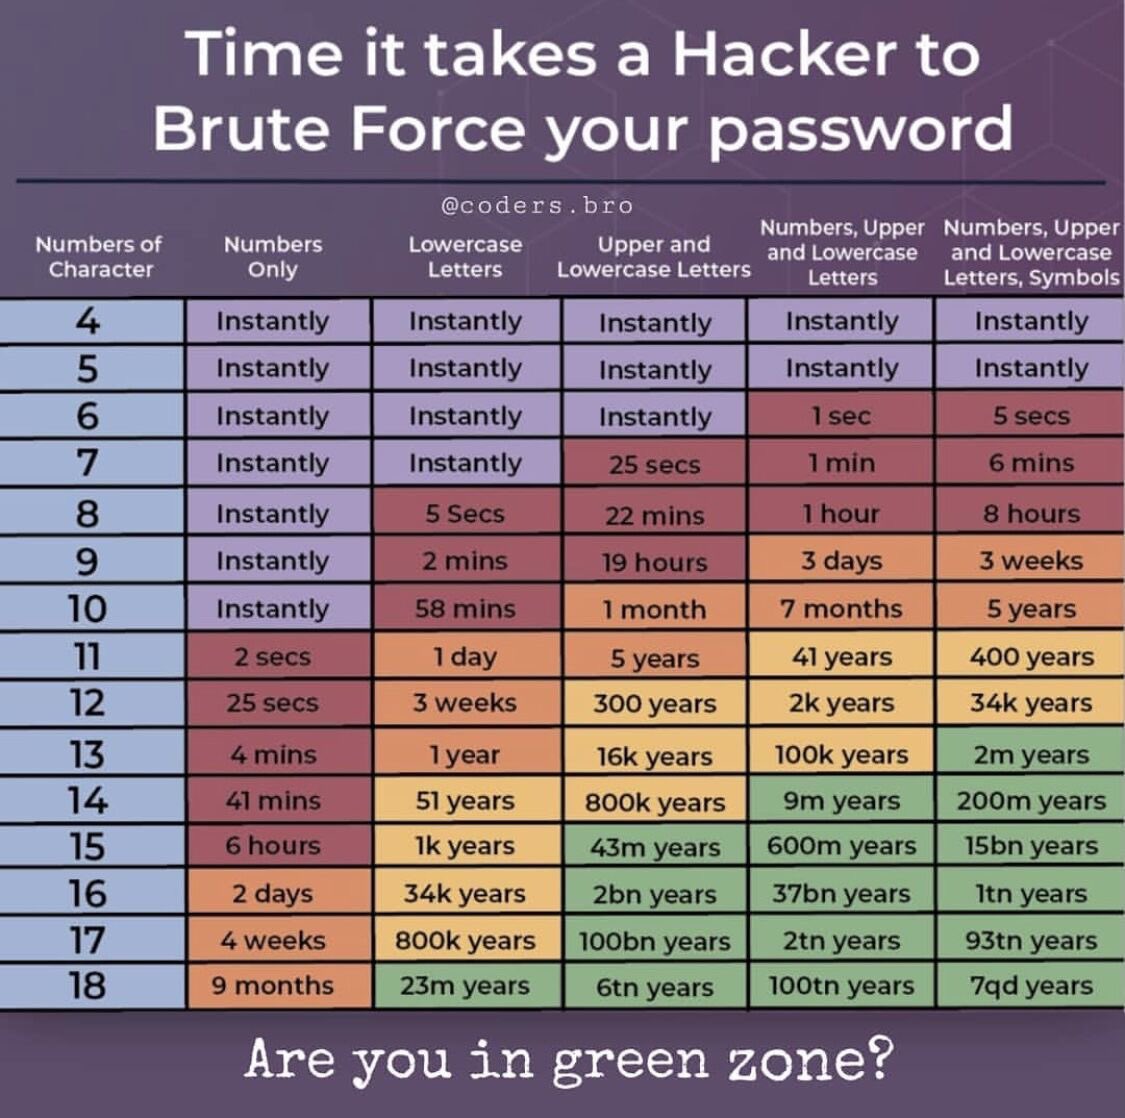 Time it takes a Hacker to
Brute Force your password
@coders.bro
Numbers of Character Numbers Only Lowercase Letters Upper and Lowercase Letters Numbers, Upper and Lowercase Letters Numbers, Upper and Lowercase Letters, Symbols
4 Instantly Instantly Instantly Instantly Instantly
5 Instantly Instantly Instantly Instantly Instantly
6 Instantly Instantly Instantly 1 sec 5 secs
7 Instantly Instantly 25 secs 1 min 6 mins
8 Instantly 5 Secs 22 mins 1 hour 8 hours
9 Instantly 2 mins 19 hours 3 days 3 weeks
10 Instantly 58 mins 1 month 7 months 5 years
11 2 secs 1 day 5 years 41 years 400 years
12 25 secs 3 weeks 300 years 2k years 34k years
13 4 mins 1 year 16k years 100k years 2m years
14 41 mins 51 years 800k years 9m years 200m years
15 6 hours 1k years 43m years 600m years 15bn years
16 2 days 34k years 2bn years 37bn years 1tn years
17 4 weeks 800k years 100bn years 2tn years 93tn years
18 9 months 23m years 6tn years 100tn years 7qd years
Are you in green zone?